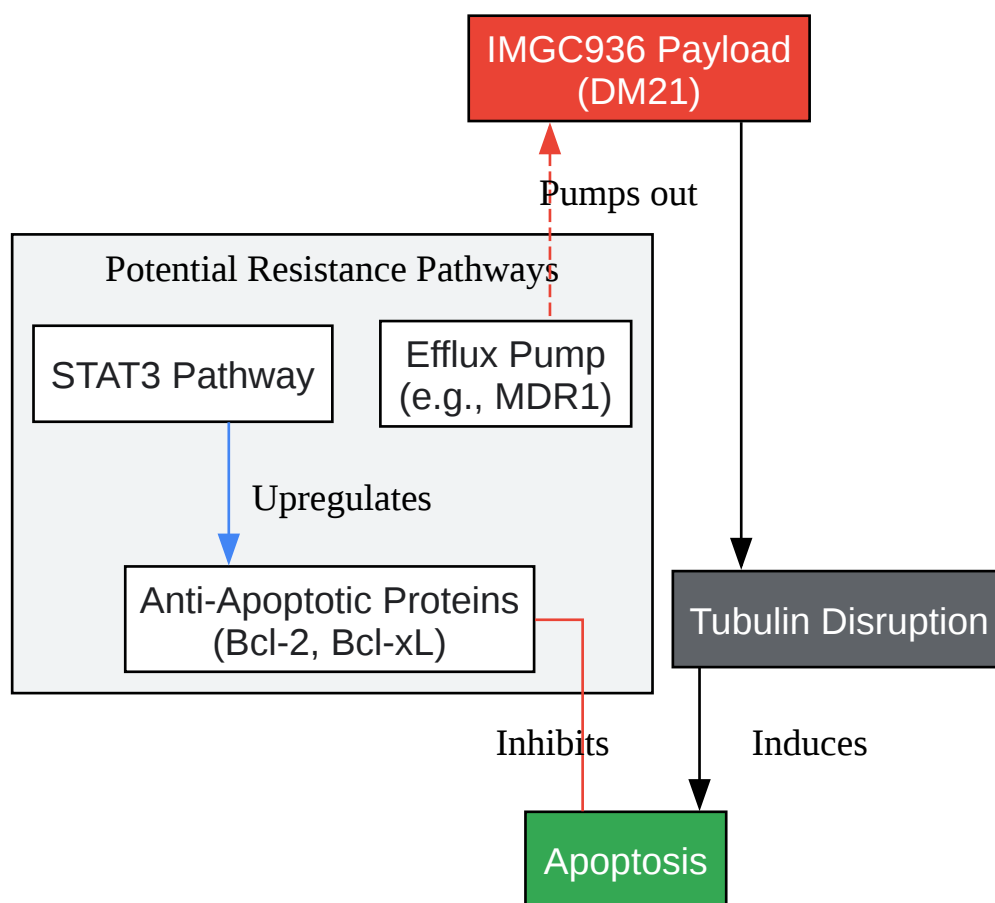 IMGC936 Payload
(DM21)
Pumps out
Potential Resistance Pathways
STAT3 Pathway
Efflux Pump
(e.g., MDR1)
Upregulates
Anti-Apoptotic Proteins
(Bcl-2, Bcl-xL)
Tubulin Disruption
Inhibits
Induces
Apoptosis